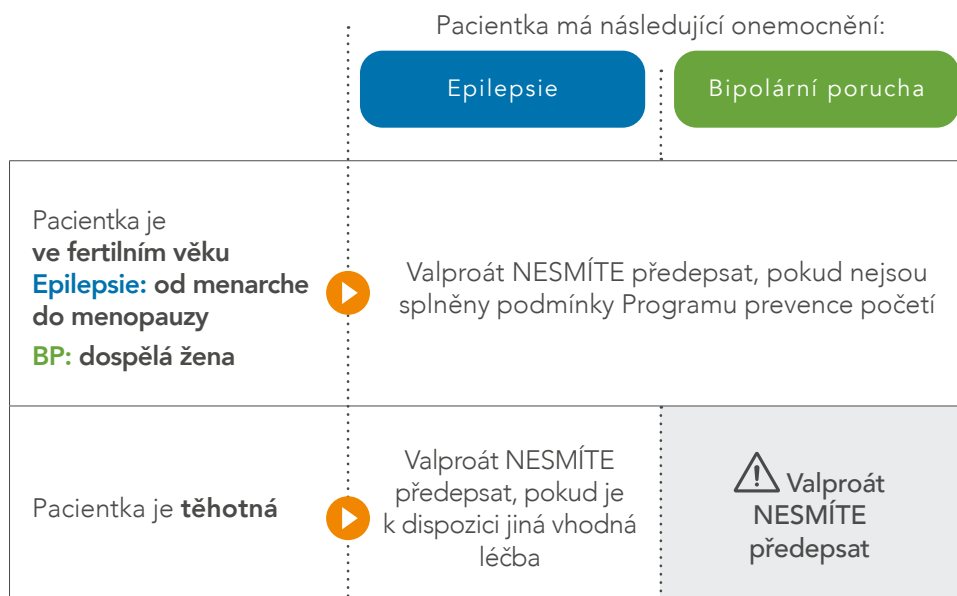 Pacientka má následující onemocnění:
Epilepsie
Bipolární porucha
Pacientka je
ve fertilním věku
Epilepsie: od menarche
do menopauzy
BP: dospělá žena
Valproát NESMÍTE předepsat, pokud nejsou
splněny podmínky Programu prevence početí
Pacientka je těhotná
Valproát NESMÍTE
předepsat, pokud je
k dispozici jiná vhodná
léčba
Valproát
NESMÍTE
předepsat